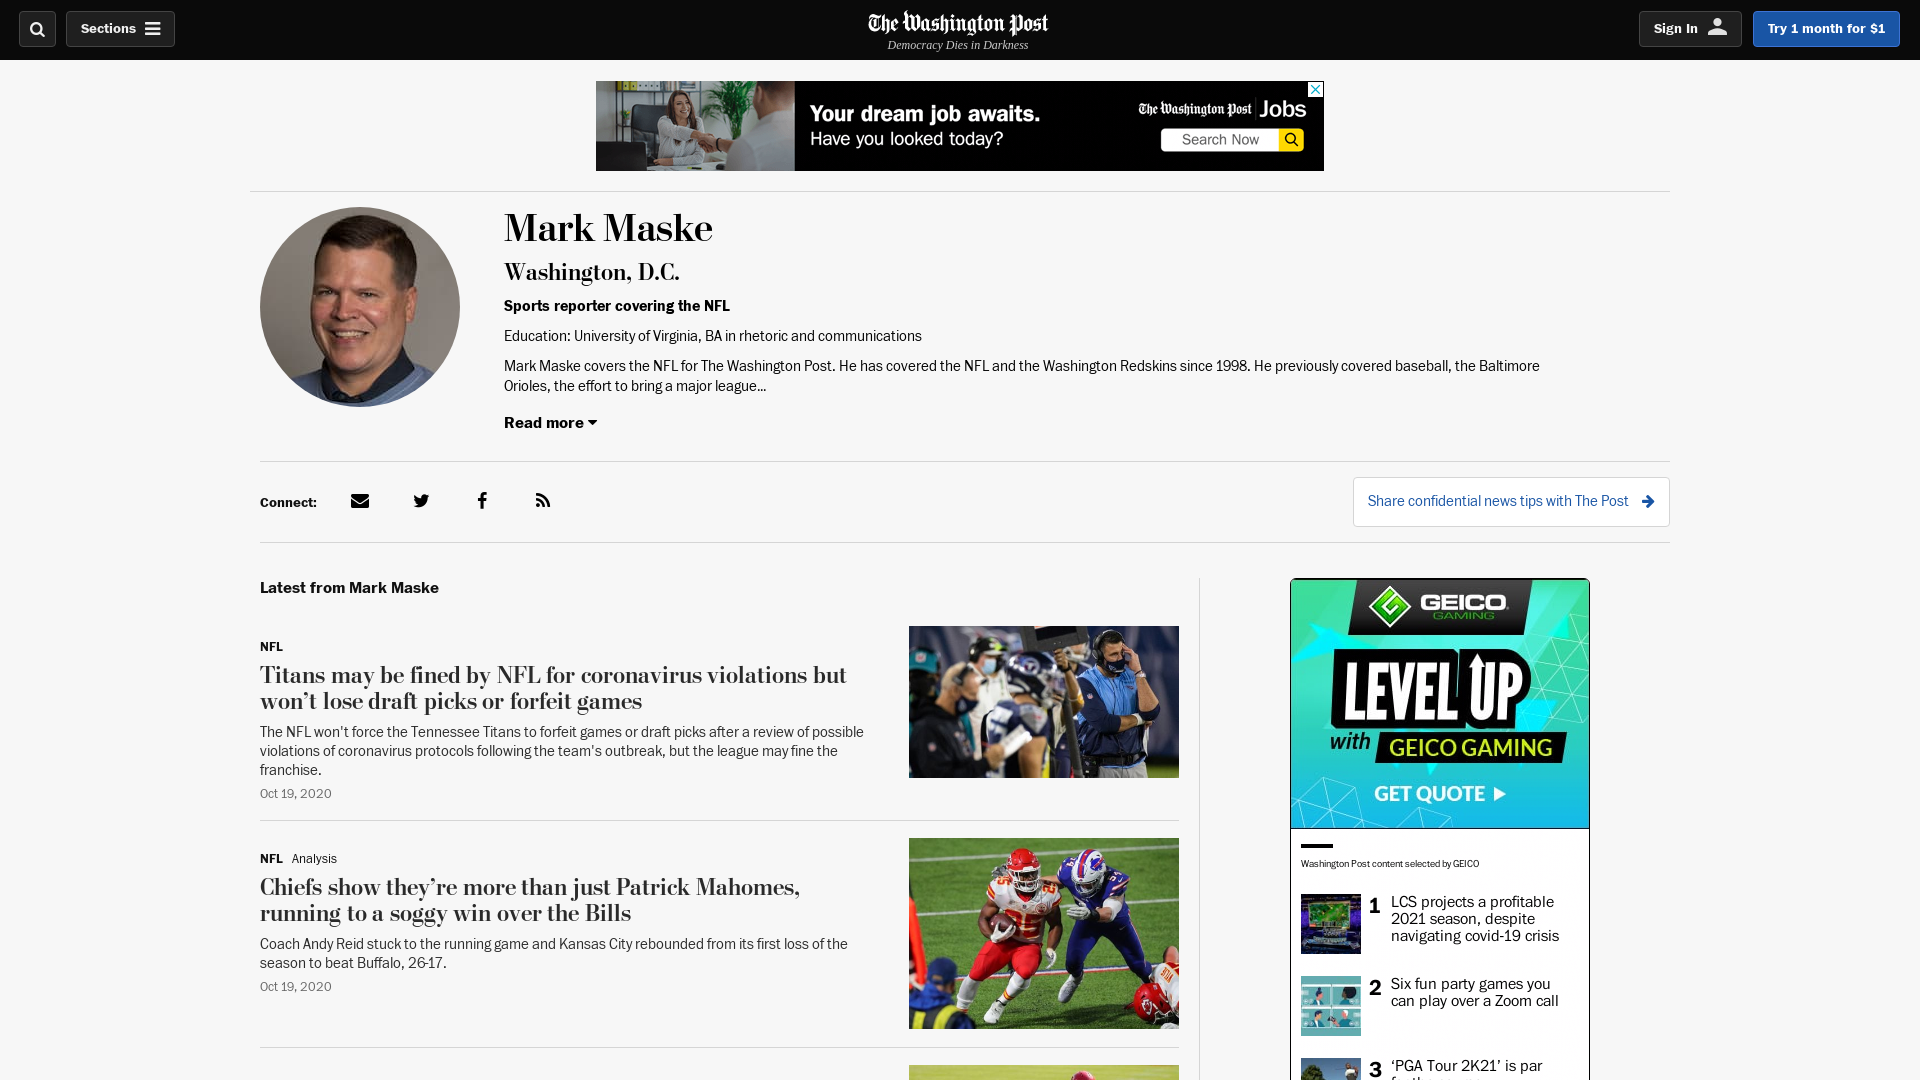 Sections
The Washington Post
Democracy Dies in Darkness
Sign In
Try 1 month for $1
Your dream job awaits.
Have you looked today?
The Washington Post Jobs
Search Now
Mark Maske
Washington, D.C.
Sports reporter covering the NFL
Education: University of Virginia, BA in rhetoric and communications
Mark Maske covers the NFL for The Washington Post. He has covered the NFL and the Washington Redskins since 1998. He previously covered baseball, the Baltimore
Orioles, the effort to bring a major league...
Read more
Connect:
Share confidential news tips with The Post
Latest from Mark Maske
NFL
Titans may be fined by NFL for coronavirus violations but
won’t lose draft picks or forfeit games
The NFL won't force the Tennessee Titans to forfeit games or draft picks after a review of possible
violations of coronavirus protocols following the team's outbreak, but the league may fine the
franchise.
Oct 19, 2020
NFL Analysis
Chiefs show they’re more than just Patrick Mahomes,
running to a soggy win over the Bills
Coach Andy Reid stuck to the running game and Kansas City rebounded from its first loss of the
season to beat Buffalo, 26-17.
Oct 19, 2020
GEICO
GAMING
LEVEL UP
with GEICO GAMING
GET QUOTE
Washington Post content selected by GEICO
1 LCS projects a profitable
2021 season, despite
navigating covid-19 crisis
2 Six fun party games you
can play over a Zoom call
3 ‘PGA Tour 2K21’ is par